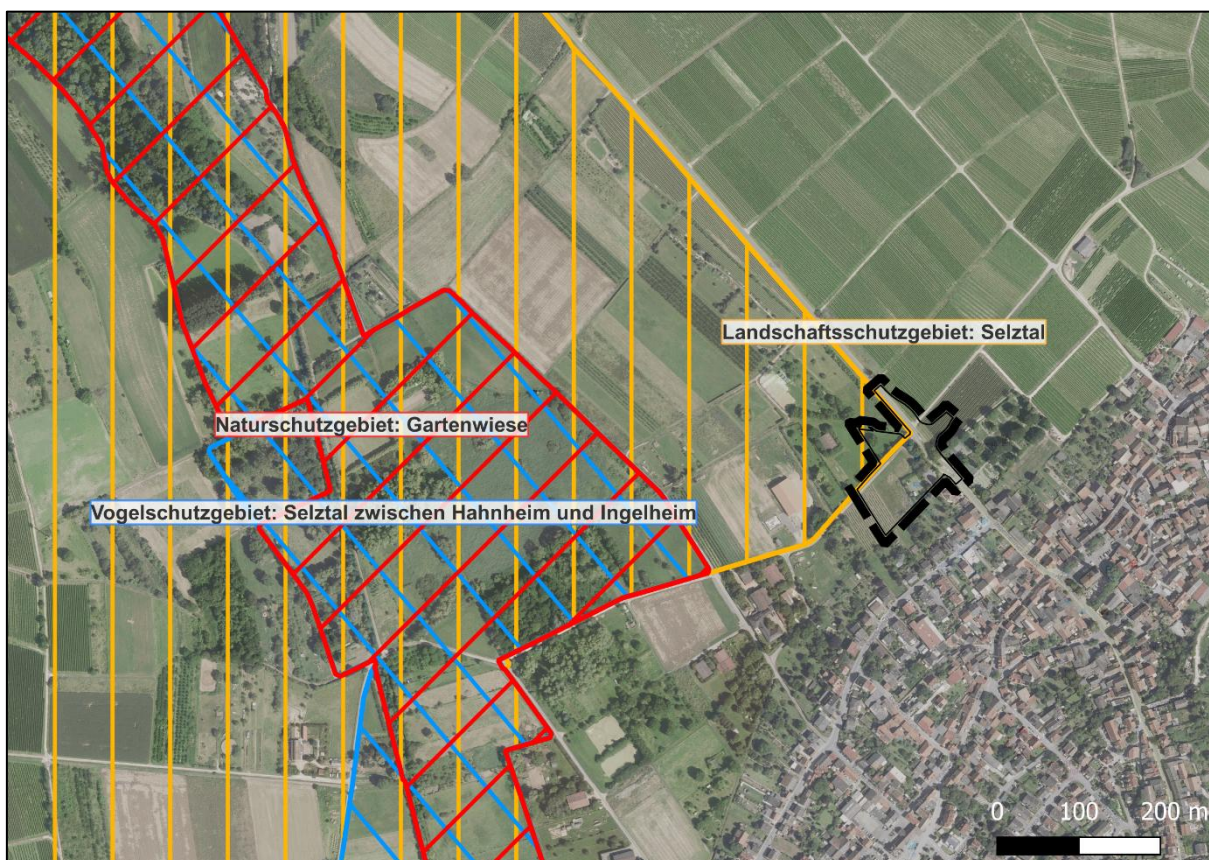 Landschaftsschutzgebiet: Selztal
Naturschutzgebiet: Gartenwiese
Vogelschutzgebiet: Selztal zwischen Hahnheim und Ingelheim
0 100 200 m